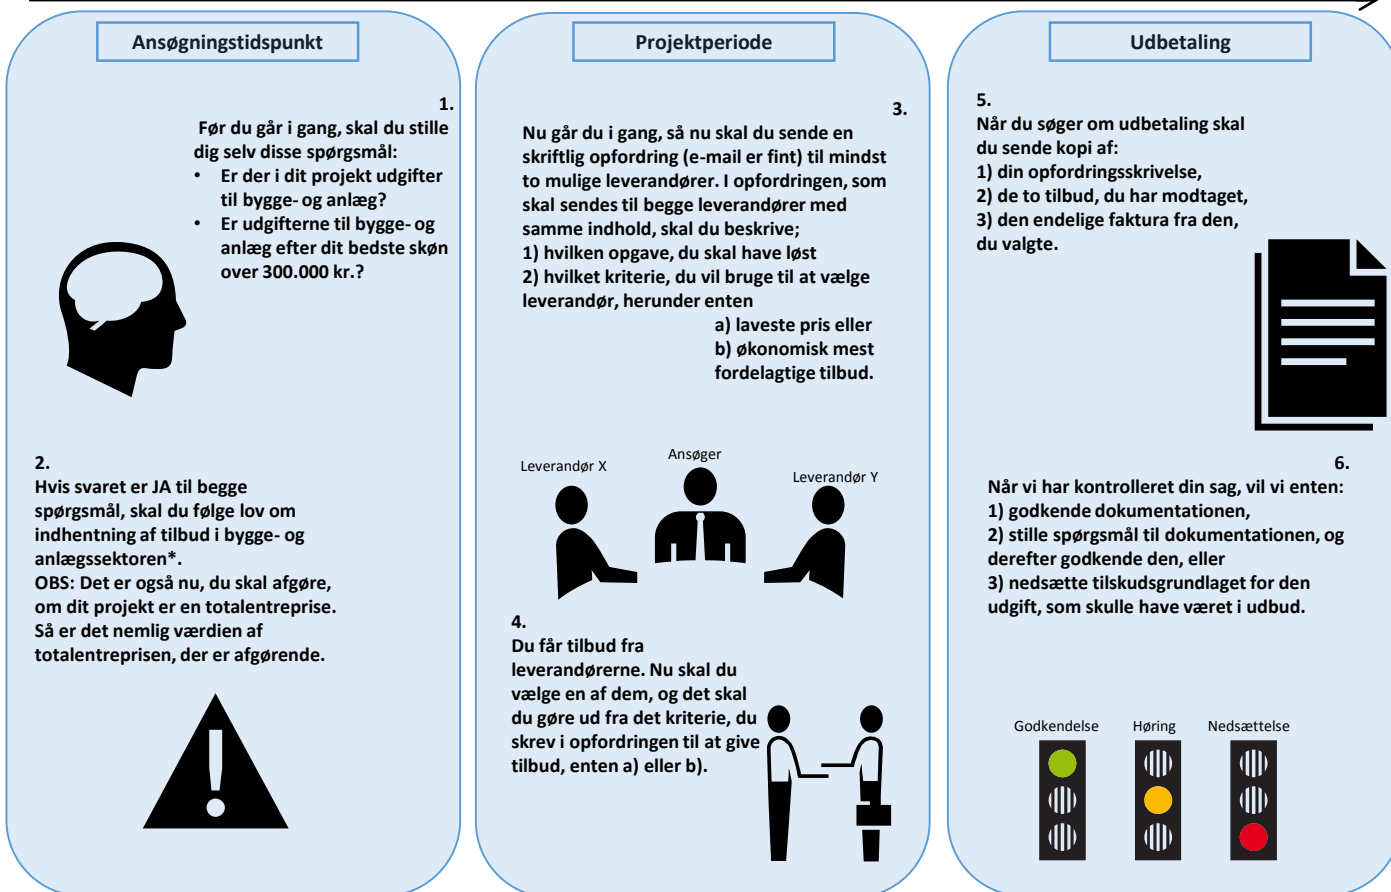 Ansøgningstidspunkt
1.
Før du går i gang, skal du stille
dig selv disse spørgsmål:
• Er der i dit projekt udgifter
til bygge- og anlæg?
• Er udgifterne til bygge- og
anlæg efter dit bedste skøn
over 300.000 kr.?
2.
Hvis svaret er JA til begge
spørgsmål, skal du følge lov om
indhentning af tilbud i bygge- og
anlægssektoren*.
OBS: Det er også nu, du skal afgøre,
om dit projekt er en totalentreprise.
Så er det nemlig værdien af
totalentreprisen, der er afgørende.
Projektperiode
3.
Nu går du i gang, så nu skal du sende en
skriftlig opfordring (e-mail er fint) til mindst
to mulige leverandører. I opfordringen, som
skal sendes til begge leverandører med
samme indhold, skal du beskrive;
1) hvilken opgave, du skal have løst
2) hvilket kriterie, du vil bruge til at vælge
leverandør, herunder enten
a) laveste pris eller
b) økonomisk mest
fordelagtige tilbud.
Leverandør X
Ansøger
Leverandør Y
4.
Du får tilbud fra
leverandørerne. Nu skal du
vælge en af dem, og det skal
du gøre ud fra det kriterie, du
skrev i opfordringen til at give
tilbud, enten a) eller b).
Udbetaling
5.
Når du søger om udbetaling skal
du sende kopi af:
1) din opfordringsskrivelse,
2) de to tilbud, du har modtaget,
3) den endelige faktura fra den,
du valgte.
6.
Når vi har kontrolleret din sag, vil vi enten:
1) godkende dokumentationen,
2) stille spørgsmål til dokumentationen, og
derefter godkende den, eller
3) nedsætte tilskudsgrundlaget for den
udgift, som skulle have været i udbud.
Godkendelse
Høring
Nedsættelse